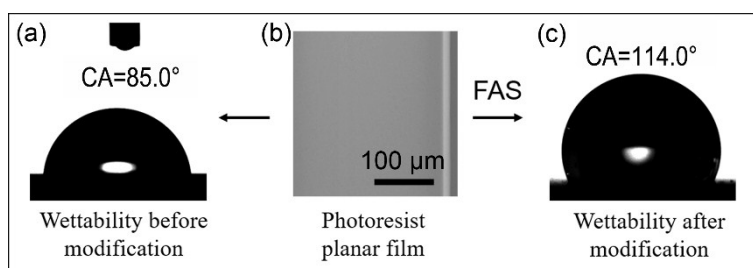 (a)
CA=85.0°
Wettability before
modification
(b)
100 μm
Photoresist
planar film
FAS
(c)
CA=114.0°
Wettability after
modification